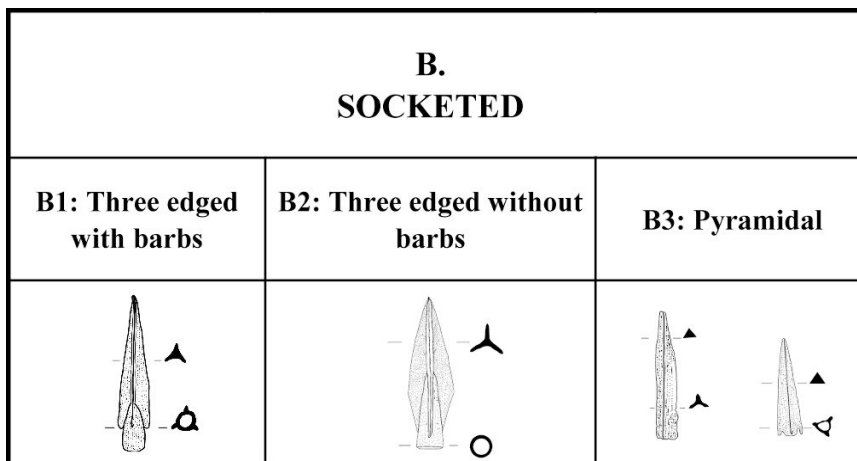 B.
SOCKETED
B1: Three edged
with barbs
B2: Three edged without
barbs
B3: Pyramidal